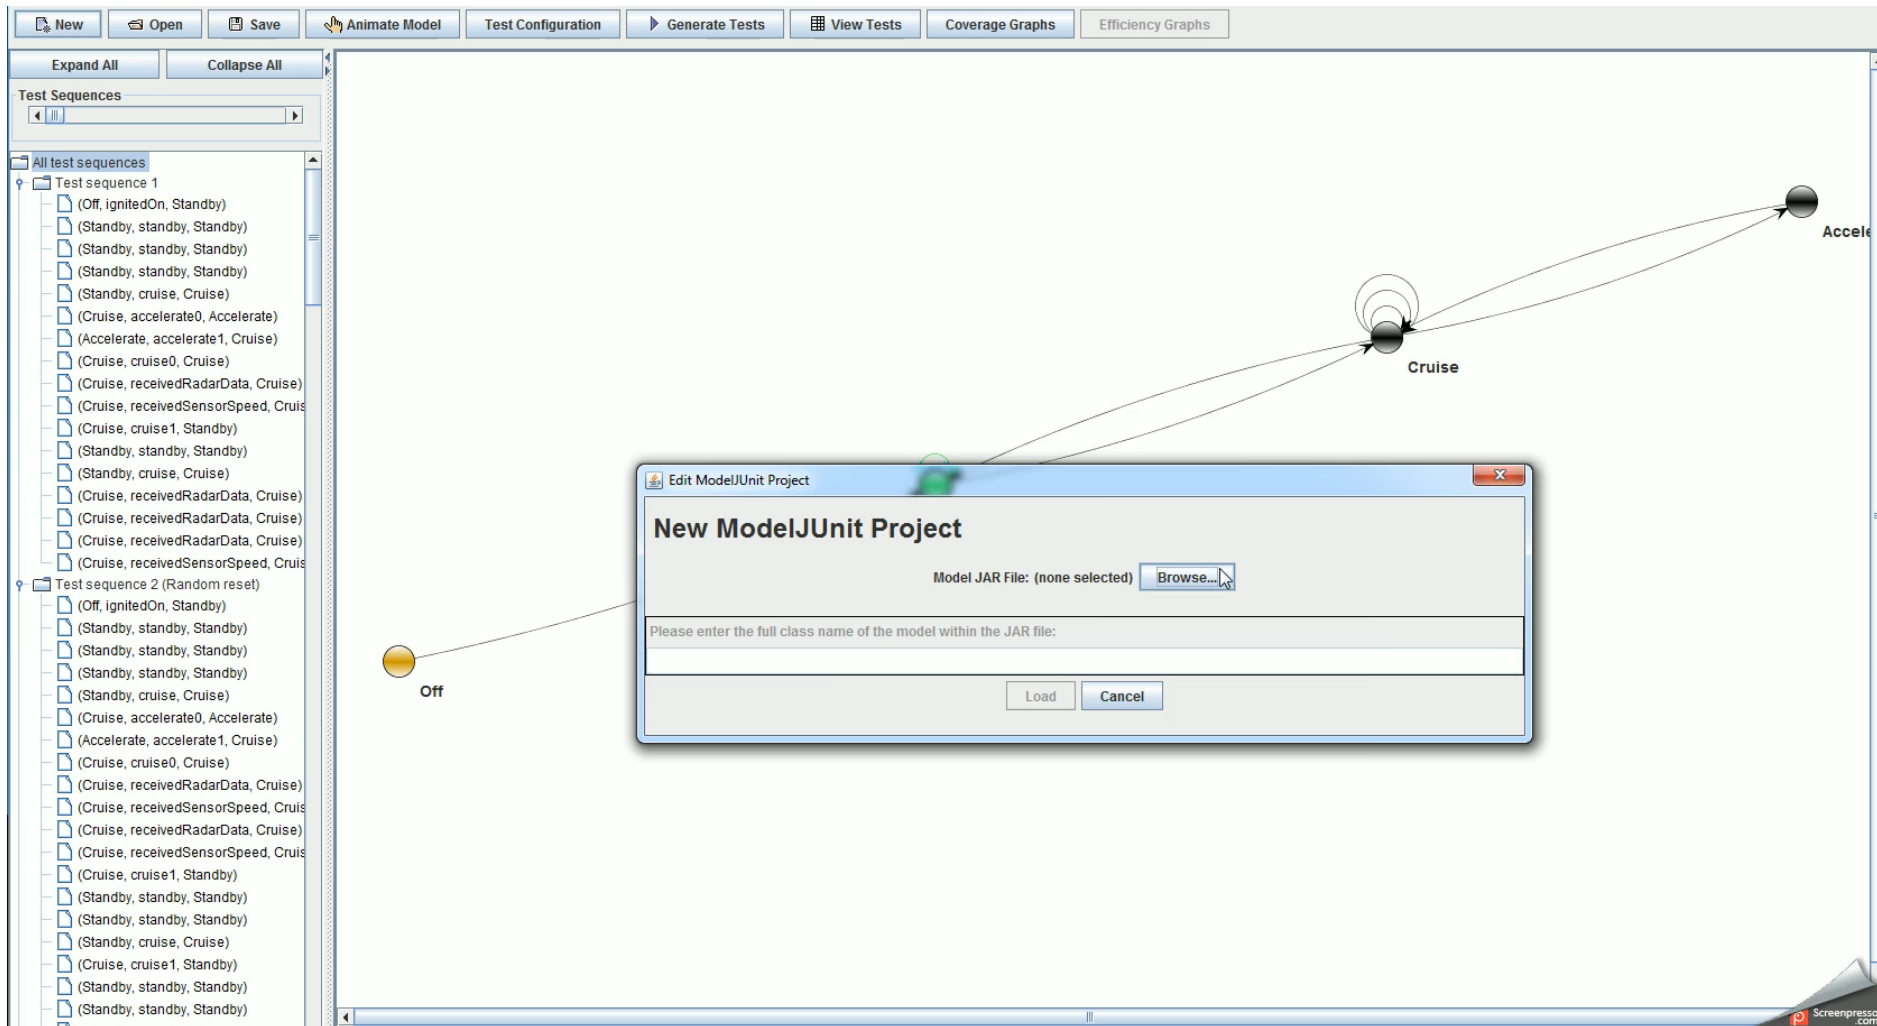 New Open Save Animate Model Test Configuration Generate Tests View Tests Coverage Graphs Efficiency Graphs
Expand All Collapse All
Test Sequences
All test sequences
Test sequence 1
(Off, ignitedOn, Standby)
(Standby, standby, Standby)
(Standby, standby, Standby)
(Standby, standby, Standby)
(Standby, cruise, Cruise)
(Cruise, accelerate0, Accelerate)
(Accelerate, accelerate1, Cruise)
(Cruise, cruise0, Cruise)
(Cruise, receivedRadarData, Cruise)
(Cruise, receivedSensorSpeed, Cruis
(Cruise, cruise1, Standby)
(Standby, standby, Standby)
(Standby, cruise, Cruise)
(Cruise, receivedRadarData, Cruise)
(Cruise, receivedRadarData, Cruise)
(Cruise, receivedRadarData, Cruise)
(Cruise, receivedSensorSpeed, Cruis
Test sequence 2 (Random reset)
(Off, ignitedOn, Standby)
(Standby, standby, Standby)
(Standby, standby, Standby)
(Standby, standby, Standby)
(Standby, cruise, Cruise)
(Cruise, accelerate0, Accelerate)
(Accelerate, accelerate1, Cruise)
(Cruise, cruise0, Cruise)
(Cruise, receivedRadarData, Cruise)
(Cruise, receivedSensorSpeed, Cruis
(Cruise, receivedRadarData, Cruise)
(Cruise, receivedSensorSpeed, Cruis
(Cruise, cruise1, Standby)
(Standby, standby, Standby)
(Standby, standby, Standby)
(Standby, cruise, Cruise)
(Cruise, cruise1, Standby)
(Standby, standby, Standby)
(Standby, standby, Standby)
Accele
Cruise
Off
Edit ModelJUnit Project
New ModelJUnit Project
Model JAR File: (none selected) Browse...
Please enter the full class name of the model within the JAR file:
Load Cancel
Screenpresso
.com